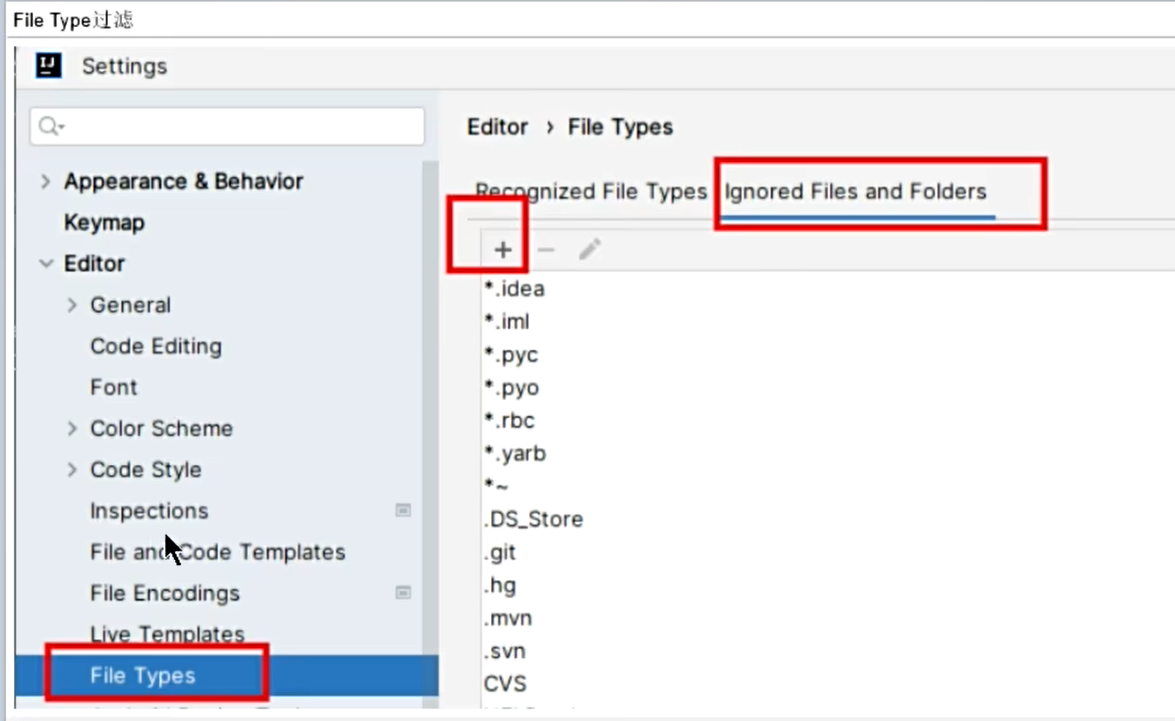 File Type过滤
Settings
Appearance & Behavior
Keymap
Editor
General
Code Editing
Font
Color Scheme
Code Style
Inspections
File and Code Templates
File Encodings
Live Templates
File Types
Editor › File Types
Recognized File Types Ignored Files and Folders
*.idea
*.iml
*.pyc
*.pyo
*.rbc
*.yarb
*~
.DS_Store
.git
.hg
.mvn
.svn
CVS